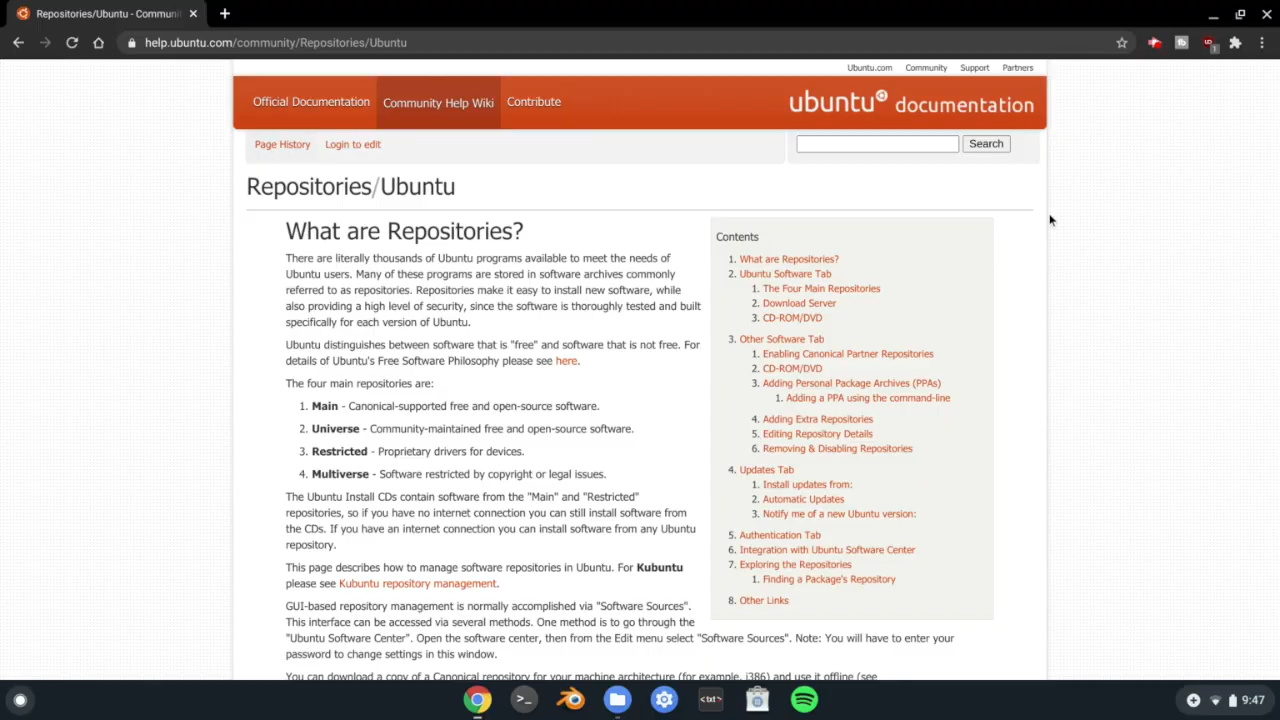 Repositories/Ubuntu - Communi
help.ubuntu.com/community/Repositories/Ubuntu
Ubuntu.com Community Support Partners
Official Documentation Community Help Wiki Contribute
ubuntu documentation
Page History Login to edit
Search
Repositories/Ubuntu
What are Repositories?
There are literally thousands of Ubuntu programs available to meet the needs of
Ubuntu users. Many of these programs are stored in software archives commonly
referred to as repositories. Repositories make it easy to install new software, while
also providing a high level of security, since the software is thoroughly tested and built
specifically for each version of Ubuntu.
Ubuntu distinguishes between software that is "free" and software that is not free. For
details of Ubuntu's Free Software Philosophy please see here.
The four main repositories are:
1. Main - Canonical-supported free and open-source software.
2. Universe - Community-maintained free and open-source software.
3. Restricted - Proprietary drivers for devices.
4. Multiverse - Software restricted by copyright or legal issues.
The Ubuntu Install CDs contain software from the "Main" and "Restricted"
repositories, so if you have no internet connection you can still install software from
the CDs. If you have an internet connection you can install software from any Ubuntu
repository.
This page describes how to manage software repositories in Ubuntu. For Kubuntu
please see Kubuntu repository management.
GUI-based repository management is normally accomplished via "Software Sources".
This interface can be accessed via several methods. One method is to go through the
"Ubuntu Software Center". Open the software center, then from the Edit menu select "Software Sources". Note: You will have to enter your
password to change settings in this window.
You can download a copy of a Canonical repository for your machine architecture (for example, i386) and use it offline (see
Contents
1. What are Repositories?
2. Ubuntu Software Tab
1. The Four Main Repositories
2. Download Server
3. CD-ROM/DVD
3. Other Software Tab
1. Enabling Canonical Partner Repositories
2. CD-ROM/DVD
3. Adding Personal Package Archives (PPAs)
1. Adding a PPA using the command-line
4. Adding Extra Repositories
5. Editing Repository Details
6. Removing & Disabling Repositories
4. Updates Tab
1. Install updates from:
2. Automatic Updates
3. Notify me of a new Ubuntu version:
5. Authentication Tab
6. Integration with Ubuntu Software Center
7. Exploring the Repositories
1. Finding a Package's Repository
8. Other Links
<txt>
9:47